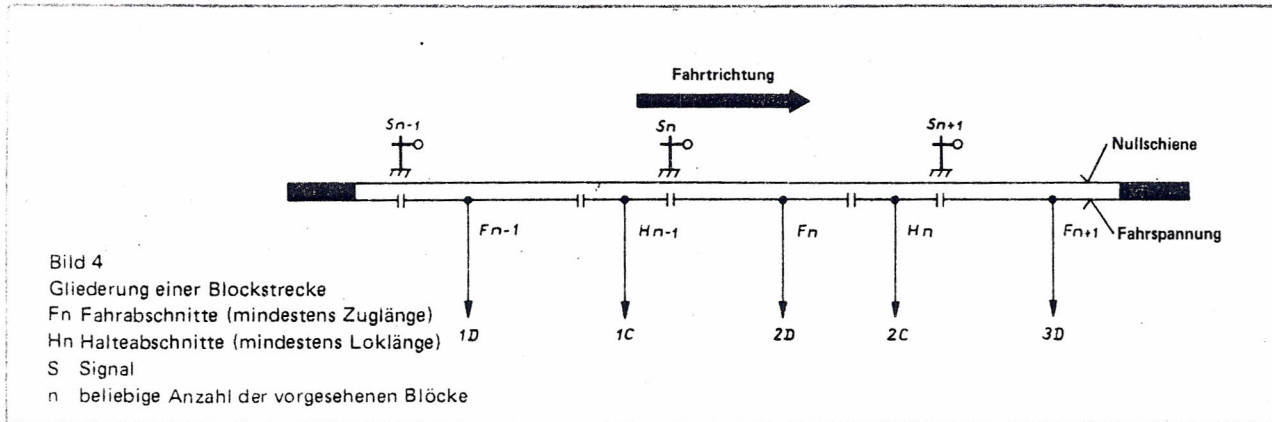 Fahrtrichtung
Sn-1
Sn
Sn+1
Nullschiene
Fn-1
Hn-1
Fn
Hn
Fn+1
Fahrspannung
Bild 4
Gliederung einer Blockstrecke
Fn Fahrabschnitte (mindestens Zuglänge)
Hn Halteabschnitte (mindestens Loklänge)
S Signal
n beliebige Anzahl der vorgesehenen Blöcke
1D
1C
2D
2C
3D